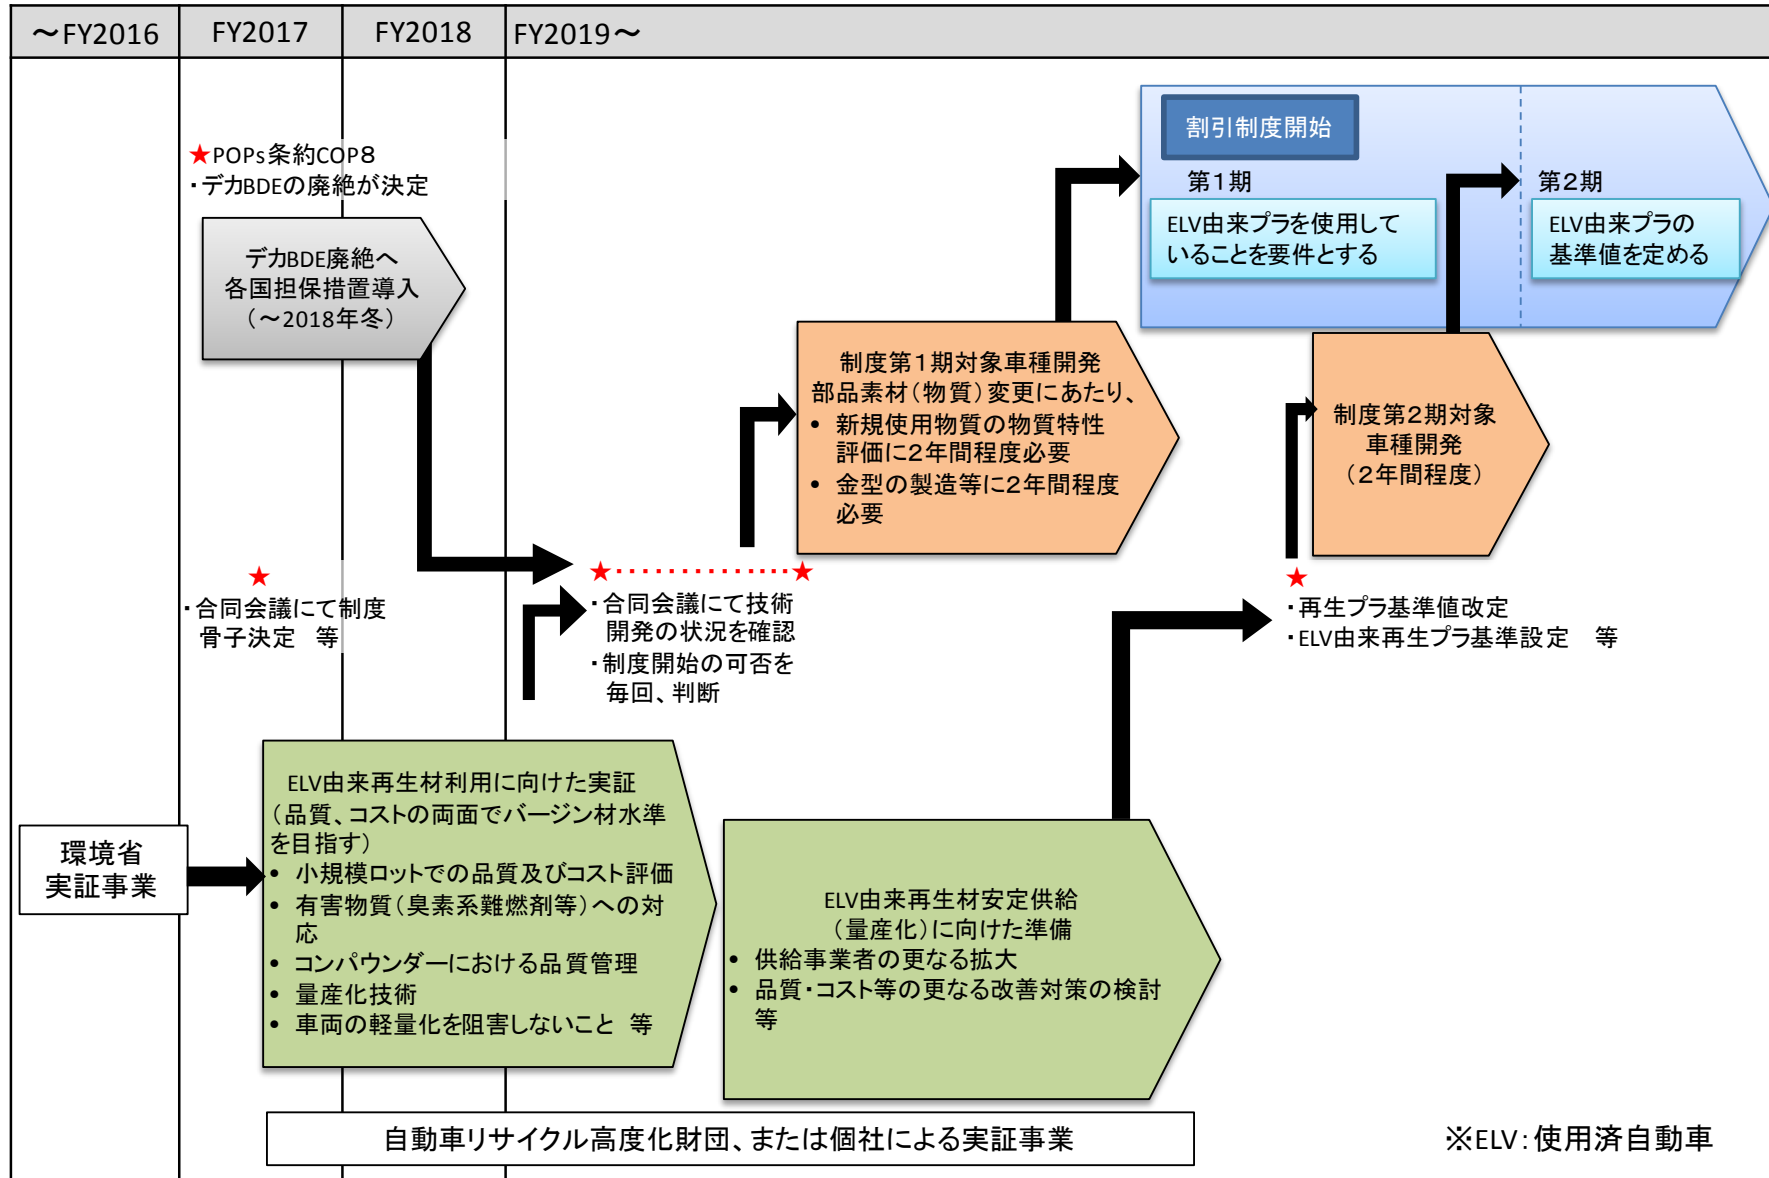 ～FY2016
FY2017
FY2018
FY2019～
★POPs条約COP８
・デカBDEの廃絶が決定
デカBDE廃絶へ
各国担保措置導入
（～2018年冬）
割引制度開始
第１期
ELV由来プラを使用して
いることを要件とする
第２期
ELV由来プラの
基準値を定める
制度第１期対象車種開発
部品素材（物質）変更にあたり、
• 新規使用物質の物質特性
評価に２年間程度必要
• 金型の製造等に２年間程度
必要
制度第２期対象
車種開発
（２年間程度）
★
・合同会議にて制度
骨子決定　等
★‥‥‥‥‥‥★
・合同会議にて技術
開発の状況を確認
・制度開始の可否を
毎回、判断
★
・再生プラ基準値改定
・ELV由来再生プラ基準設定　等
環境省
実証事業
ELV由来再生材利用に向けた実証
（品質、コストの両面でバージン材水準
を目指す）
• 小規模ロットでの品質及びコスト評価
• 有害物質（臭素系難燃剤等）への対
応
• コンパウンダーにおける品質管理
• 量産化技術
• 車両の軽量化を阻害しないこと　等
ELV由来再生材安定供給
（量産化）に向けた準備
• 供給事業者の更なる拡大
• 品質・コスト等の更なる改善対策の検討
等
自動車リサイクル高度化財団、または個社による実証事業
※ELV：使用済自動車